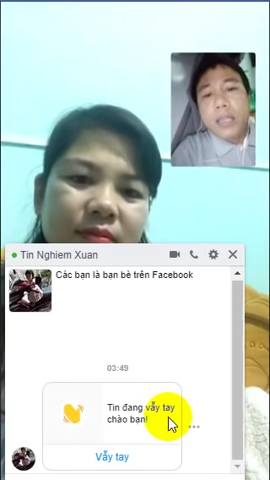 Tin Nghiem Xuan
Các bạn là bạn bè trên Facebook
03:49
Tin đang vẫy tay
chào bạn!
Vẫy tay